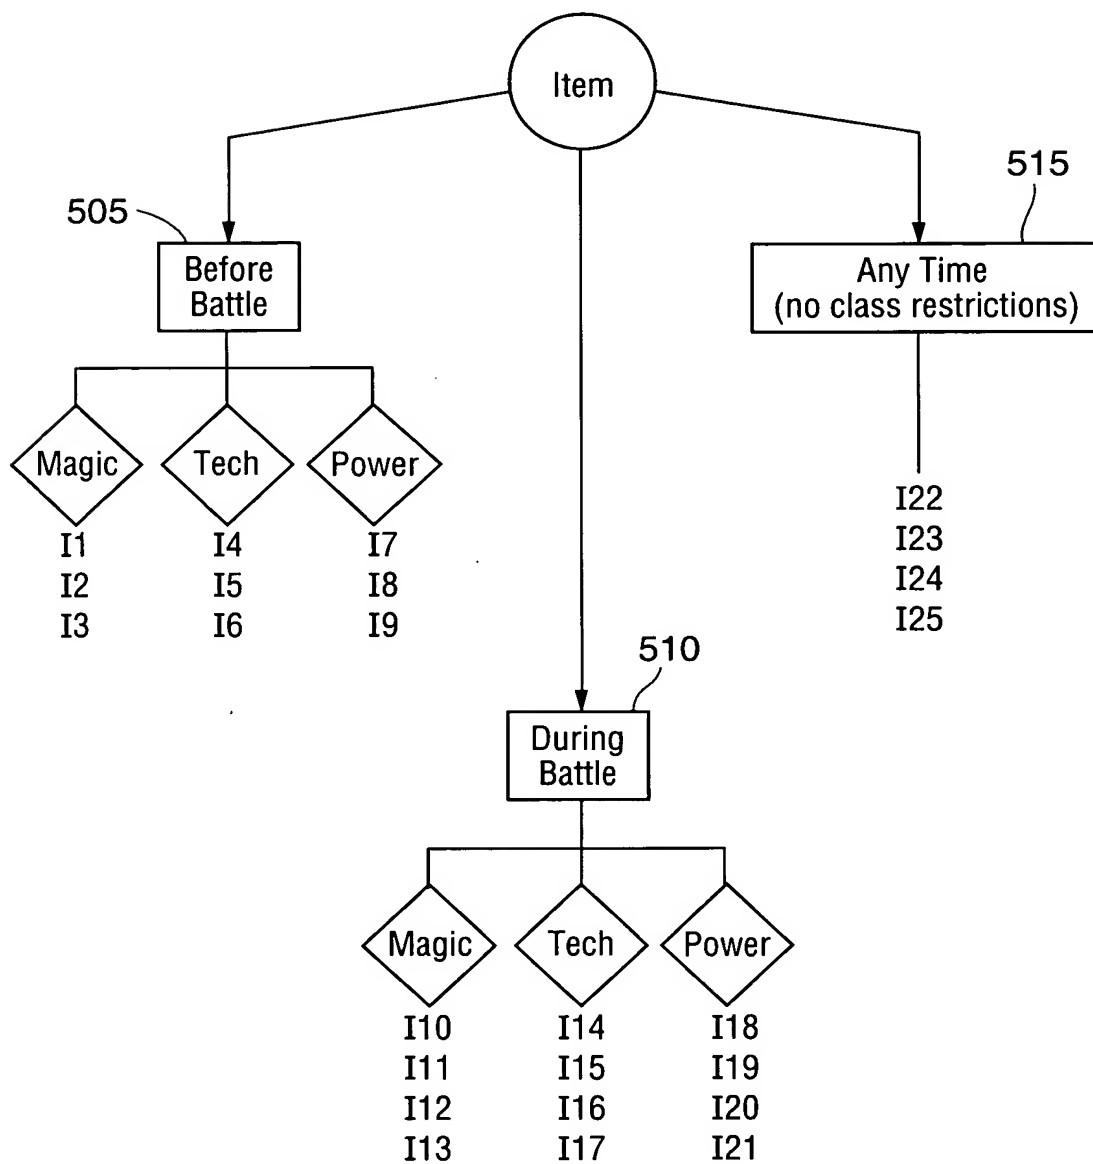 Item
505
Before
Battle
515
Any Time
(no class restrictions)
Magic
Tech
Power
I1
I4
I7
I2
I5
I8
I3
I6
I9
I22
I23
I24
I25
510
During
Battle
Magic
Tech
Power
I10
I14
I18
I11
I15
I19
I12
I16
I20
I13
I17
I21